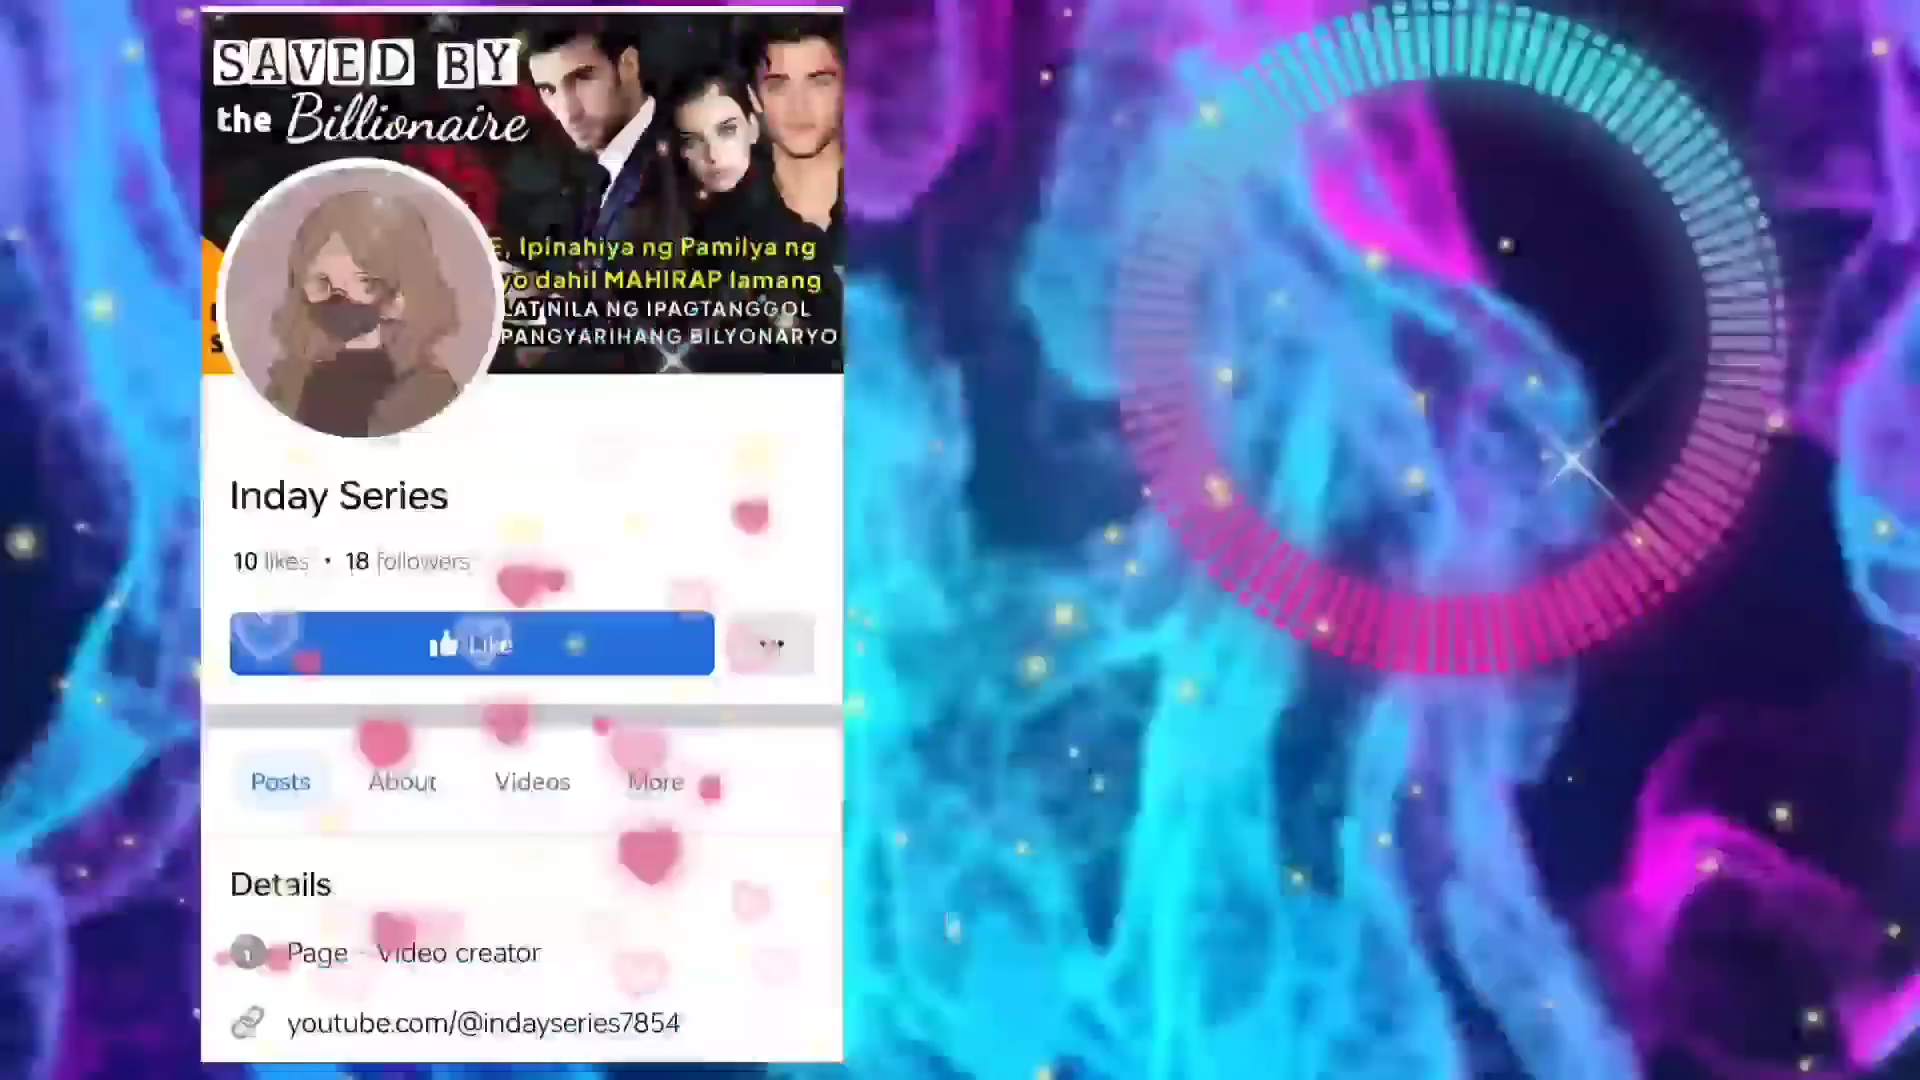 SAVED BY
the Billionaire
E, Ipinahiya ng Pamilya ng
yo dahil MAHIRAP lamang
NILA NG IPAGTANGGOL
PANGYARIHANG BILYONARYO
Inday Series
10 likes • 18 followers
Like
Posts About Videos More
Details
Page - Video creator
youtube.com/@indayseries7854